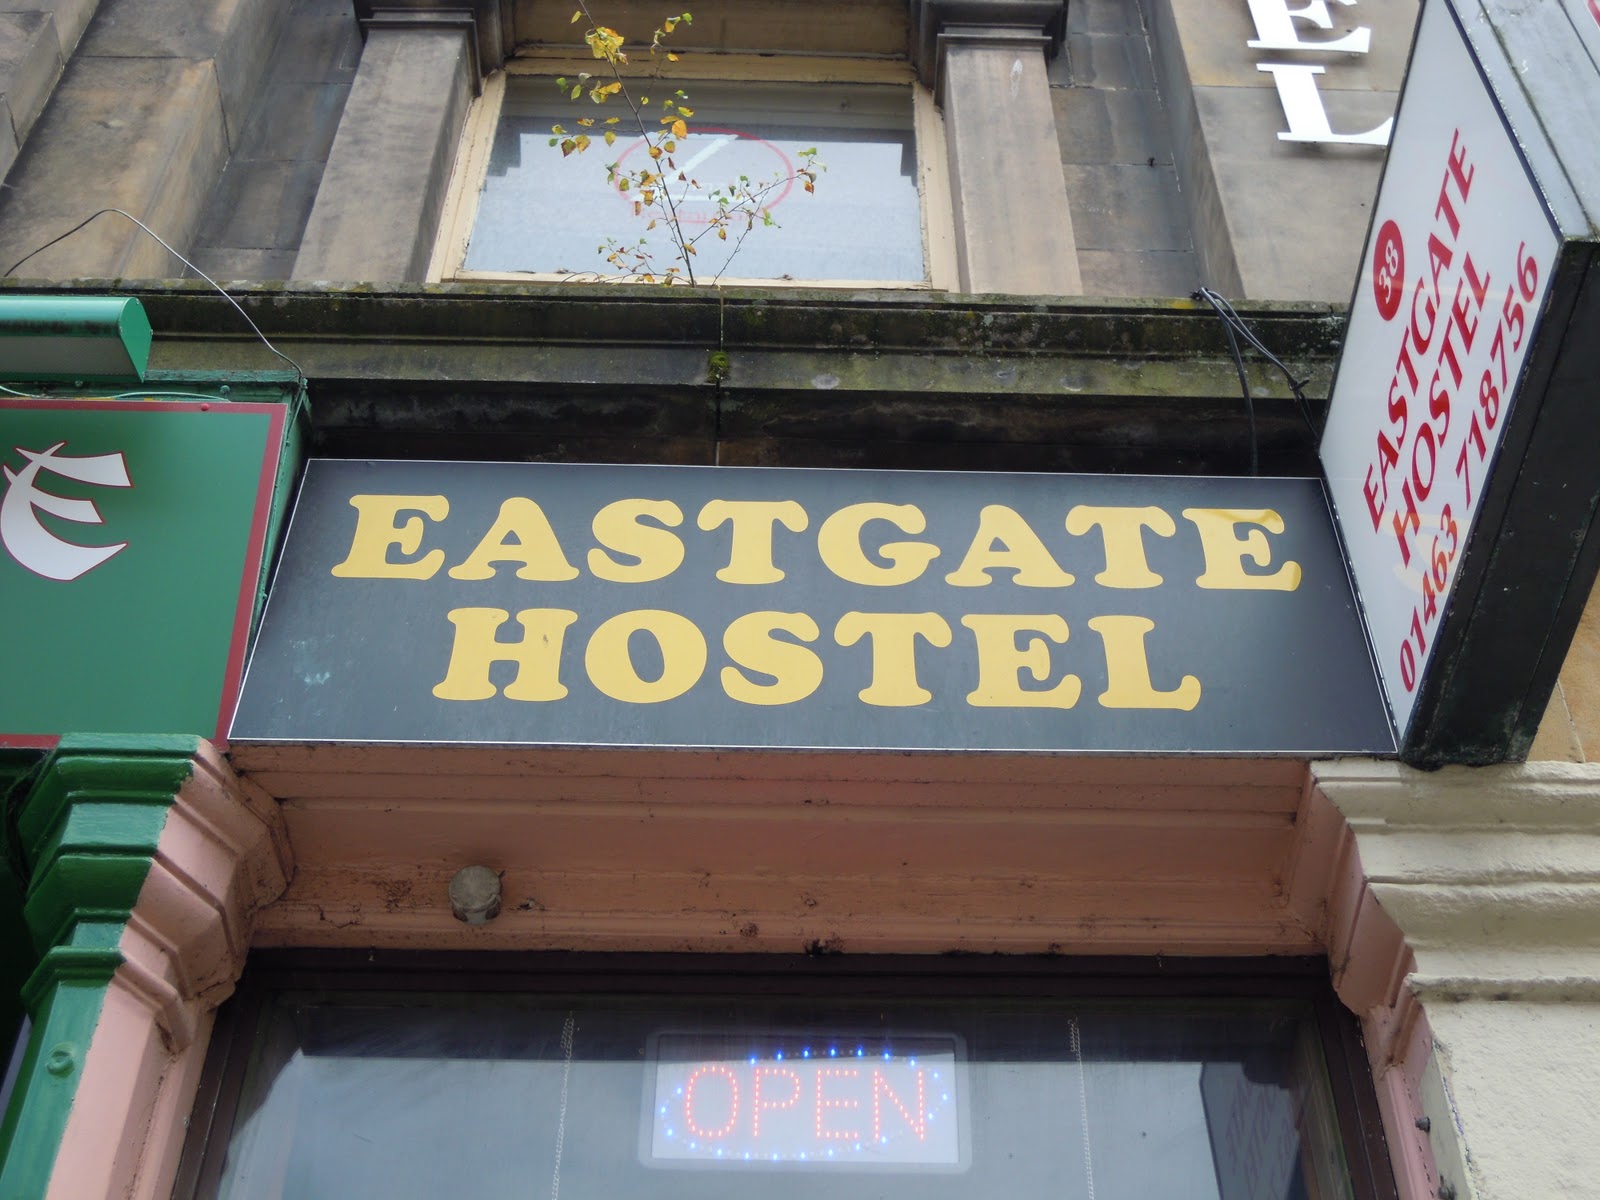 EL
38
EASTGATE
HOSTEL
01463 718756
E
EASTGATE
HOSTEL
OPEN